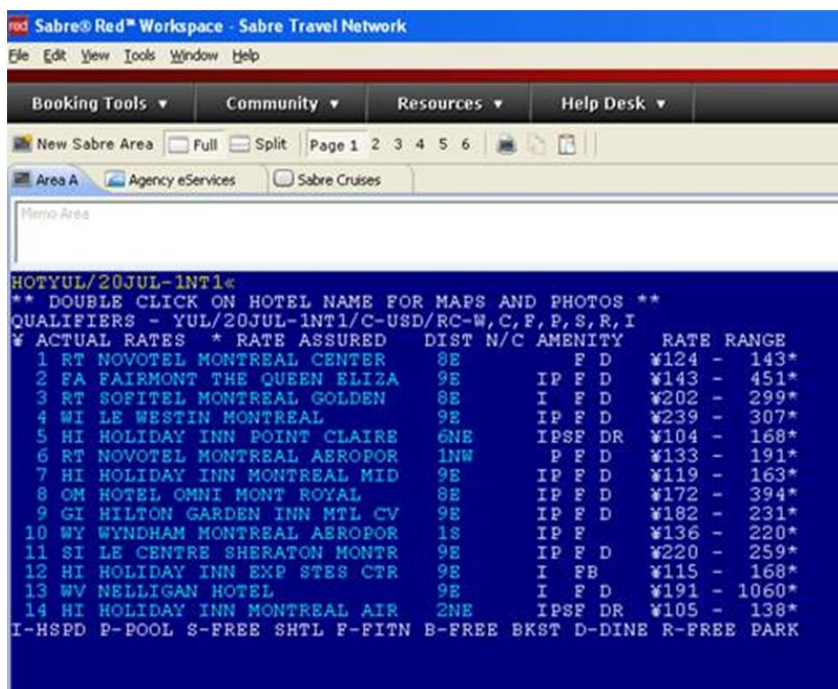 red Sabre® Red™ Workspace - Sabre Travel Network
File Edit View Tools Window Help
Booking Tools ▼ Community ▼ Resources ▼ Help Desk ▼
New Sabre Area Full Split Page 1 2 3 4 5 6
Area A Agency eServices Sabre Cruises
Memo Area
HOTYUL/20JUL-1NT1«
** DOUBLE CLICK ON HOTEL NAME FOR MAPS AND PHOTOS **
QUALIFIERS - YUL/20JUL-1NT1/C-USD/RC-W,C,F,P,S,R,I
¥ ACTUAL RATES * RATE ASSURED DIST N/C AMENITY RATE RANGE
1 RT NOVOTEL MONTREAL CENTER 8E F D ¥124 - 143*
2 FA FAIRMONT THE QUEEN ELIZA 9E IP F D ¥143 - 451*
3 RT SOFITEL MONTREAL GOLDEN 8E I F D ¥202 - 299*
4 WI LE WESTIN MONTREAL 9E IP F D ¥239 - 307*
5 HI HOLIDAY INN POINT CLAIRE 6NE IPSF DR ¥104 - 168*
6 RT NOVOTEL MONTREAL AEROPOR 1NW P F D ¥133 - 191*
7 HI HOLIDAY INN MONTREAL MID 9E IP F D ¥119 - 163*
8 OM HOTEL OMNI MONT ROYAL 8E IP F D ¥172 - 394*
9 GI HILTON GARDEN INN MTL CV 9E IP F D ¥182 - 231*
10 WY WYNDHAM MONTREAL AEROPOR 1S IP F ¥136 - 220*
11 SI LE CENTRE SHERATON MONTR 9E IP F D ¥220 - 259*
12 HI HOLIDAY INN EXP STES CTR 9E I FB ¥115 - 168*
13 WV NELLIGAN HOTEL 9E I F D ¥191 - 1060*
14 HI HOLIDAY INN MONTREAL AIR 2NE IPSF DR ¥105 - 138*
I-HSPD P-POOL S-FREE SHTL F-FITN B-FREE BKST D-DINE R-FREE PARK